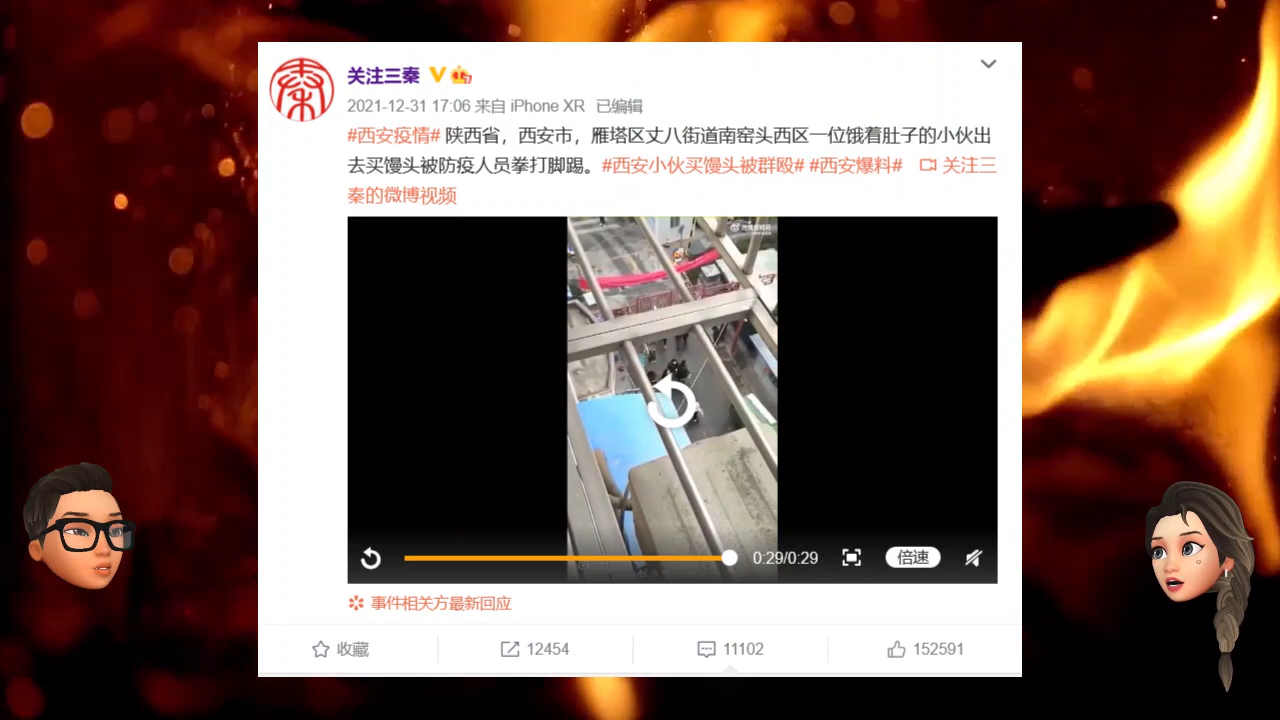 关注三秦
2021-12-31 17:06 来自 iPhone XR 已编辑
#西安疫情# 陕西省，西安市，雁塔区丈八街道南窑头西区一位饿着肚子的小伙出
去买馒头被防疫人员拳打脚踢。#西安小伙买馒头被群殴# #西安爆料# 关注三
秦的微博视频
0:29/0:29
倍速
事件相关方最新回应
收藏
12454
11102
152591